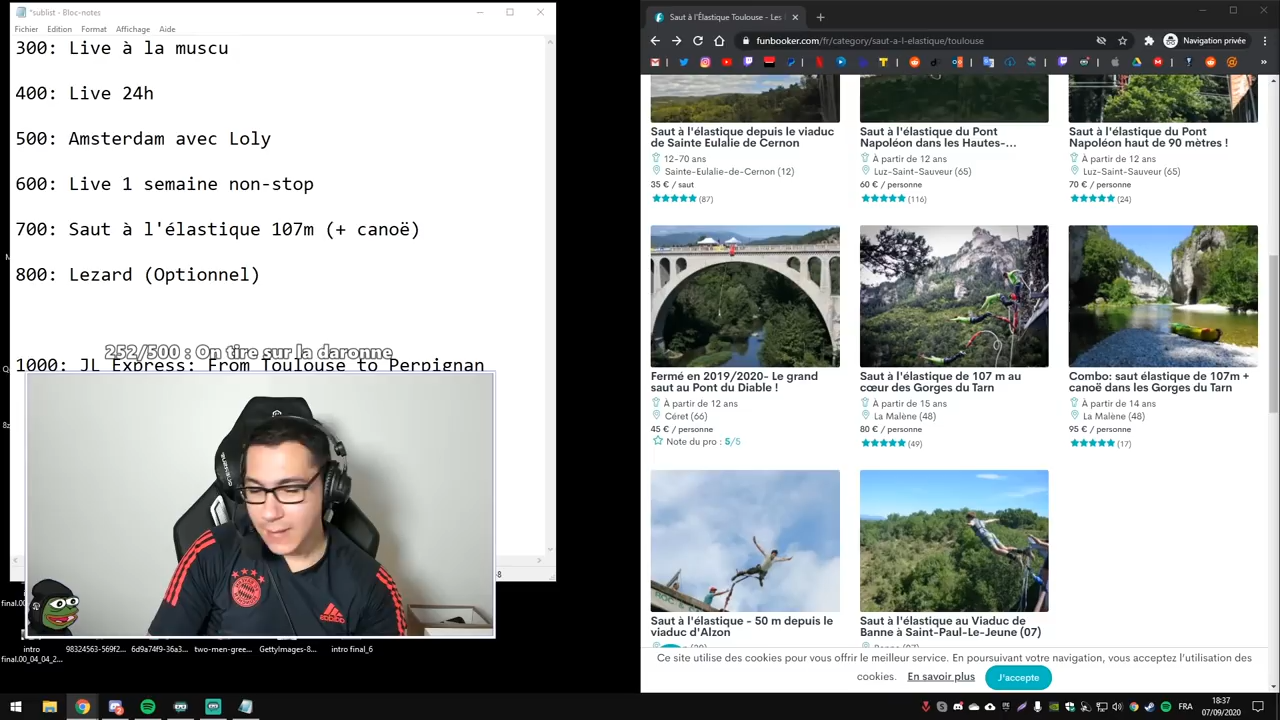 *sublist - Bloc-notes
Fichier Edition Format Affichage Aide
300: Live à la muscu
400: Live 24h
500: Amsterdam avec Loly
600: Live 1 semaine non-stop
700: Saut à l'élastique 107m (+ canoë)
800: Lezard (Optionnel)
252/500 : On tire sur la daronne
1000: JL Express: From Toulouse to Perpignan
intro
final.00_04_04_2...
98324563-569f2...
6d9a74f9-36a3...
two-men-gree...
GettyImages-8...
intro final_6
Saut à l'Élastique Toulouse - Les
funbooker.com/fr/category/saut-a-l-elastique/toulouse
Navigation privée
Saut à l'élastique depuis le viaduc
de Sainte Eulalie de Cernon
12-70 ans
Sainte-Eulalie-de-Cernon (12)
35 € / saut
(87)
Saut à l'élastique du Pont
Napoléon dans les Hautes-...
À partir de 12 ans
Luz-Saint-Sauveur (65)
60 € / personne
(116)
Saut à l'élastique du Pont
Napoléon haut de 90 mètres !
À partir de 12 ans
Luz-Saint-Sauveur (65)
70 € / personne
(24)
Fermé en 2019/2020- Le grand
saut au Pont du Diable !
À partir de 12 ans
Céret (66)
45 € / personne
Note du pro : 5/5
Saut à l'élastique de 107 m au
cœur des Gorges du Tarn
À partir de 15 ans
La Malène (48)
80 € / personne
(49)
Combo: saut élastique de 107m +
canoë dans les Gorges du Tarn
À partir de 14 ans
La Malène (48)
95 € / personne
(17)
Saut à l'élastique - 50 m depuis le
viaduc d'Alzon
Saut à l'élastique au Viaduc de
Banne à Saint-Paul-Le-Jeune (07)
Ce site utilise des cookies pour vous offrir le meilleur service. En poursuivant votre navigation, vous acceptez l'utilisation des
cookies. En savoir plus J'accepte
FR
18:37
07/09/2020